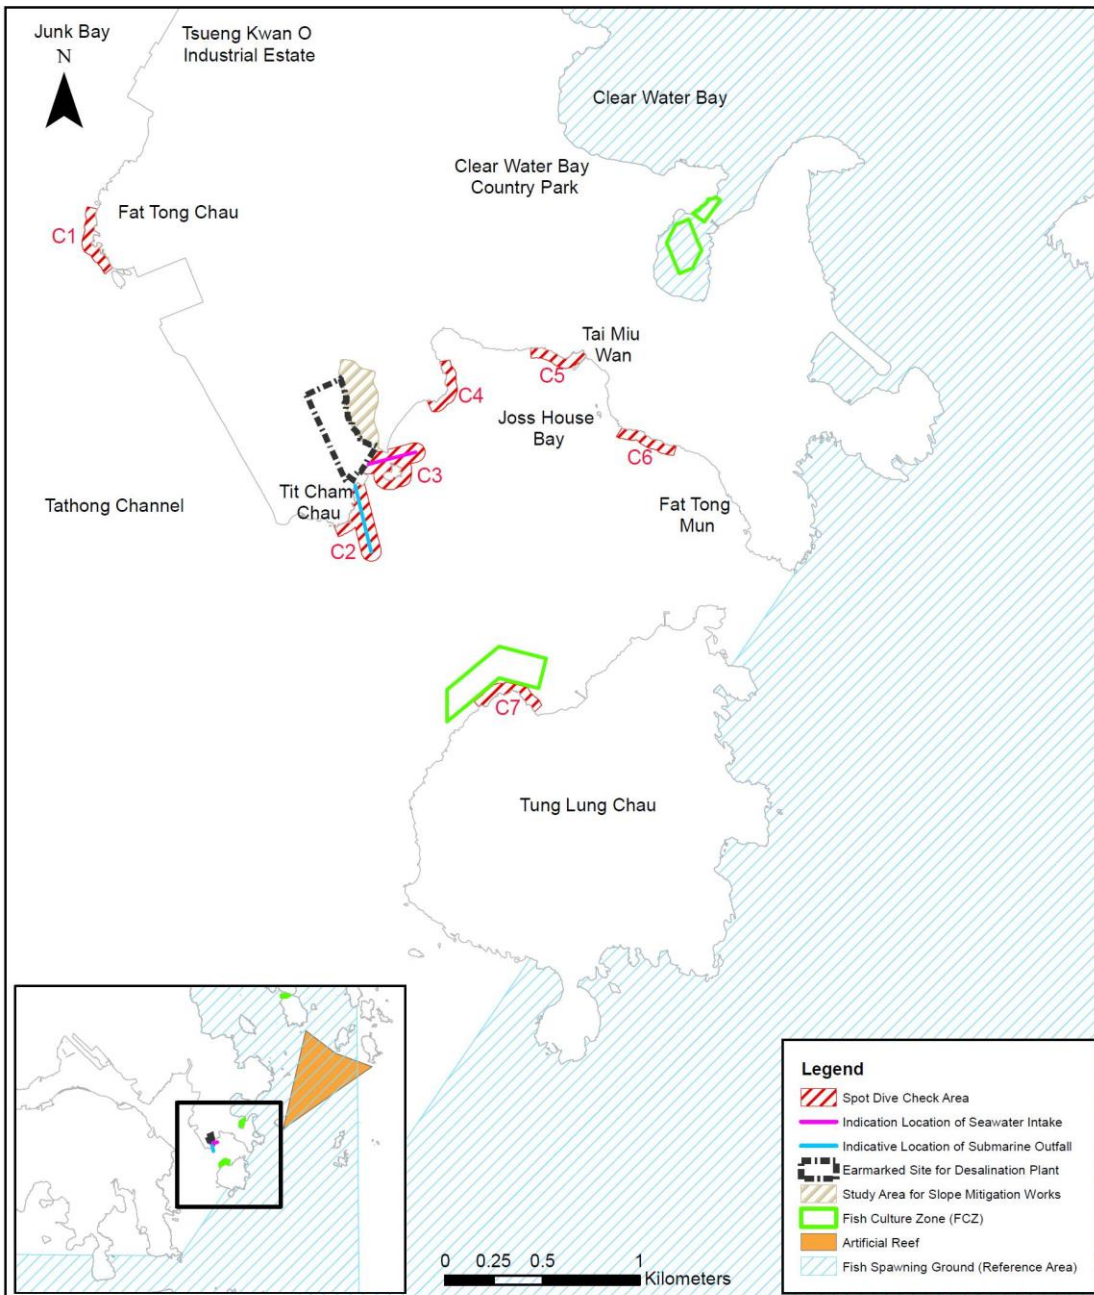 Junk Bay
N
Tsueng Kwan O
Industrial Estate
Clear Water Bay
Clear Water Bay
Country Park
Fat Tong Chau
C1
Tai Miu
Wan
C5
C4
Joss House
Bay
C6
C3
Tit Cham
Chau
Tathong Channel
Fat Tong
Mun
C2
C7
Tung Lung Chau
Legend
Spot Dive Check Area
Indication Location of Seawater Intake
Indicative Location of Submarine Outfall
Earmarked Site for Desalination Plant
Study Area for Slope Mitigation Works
Fish Culture Zone (FCZ)
Artificial Reef
Fish Spawning Ground (Reference Area)
0 0.25 0.5 1
Kilometers